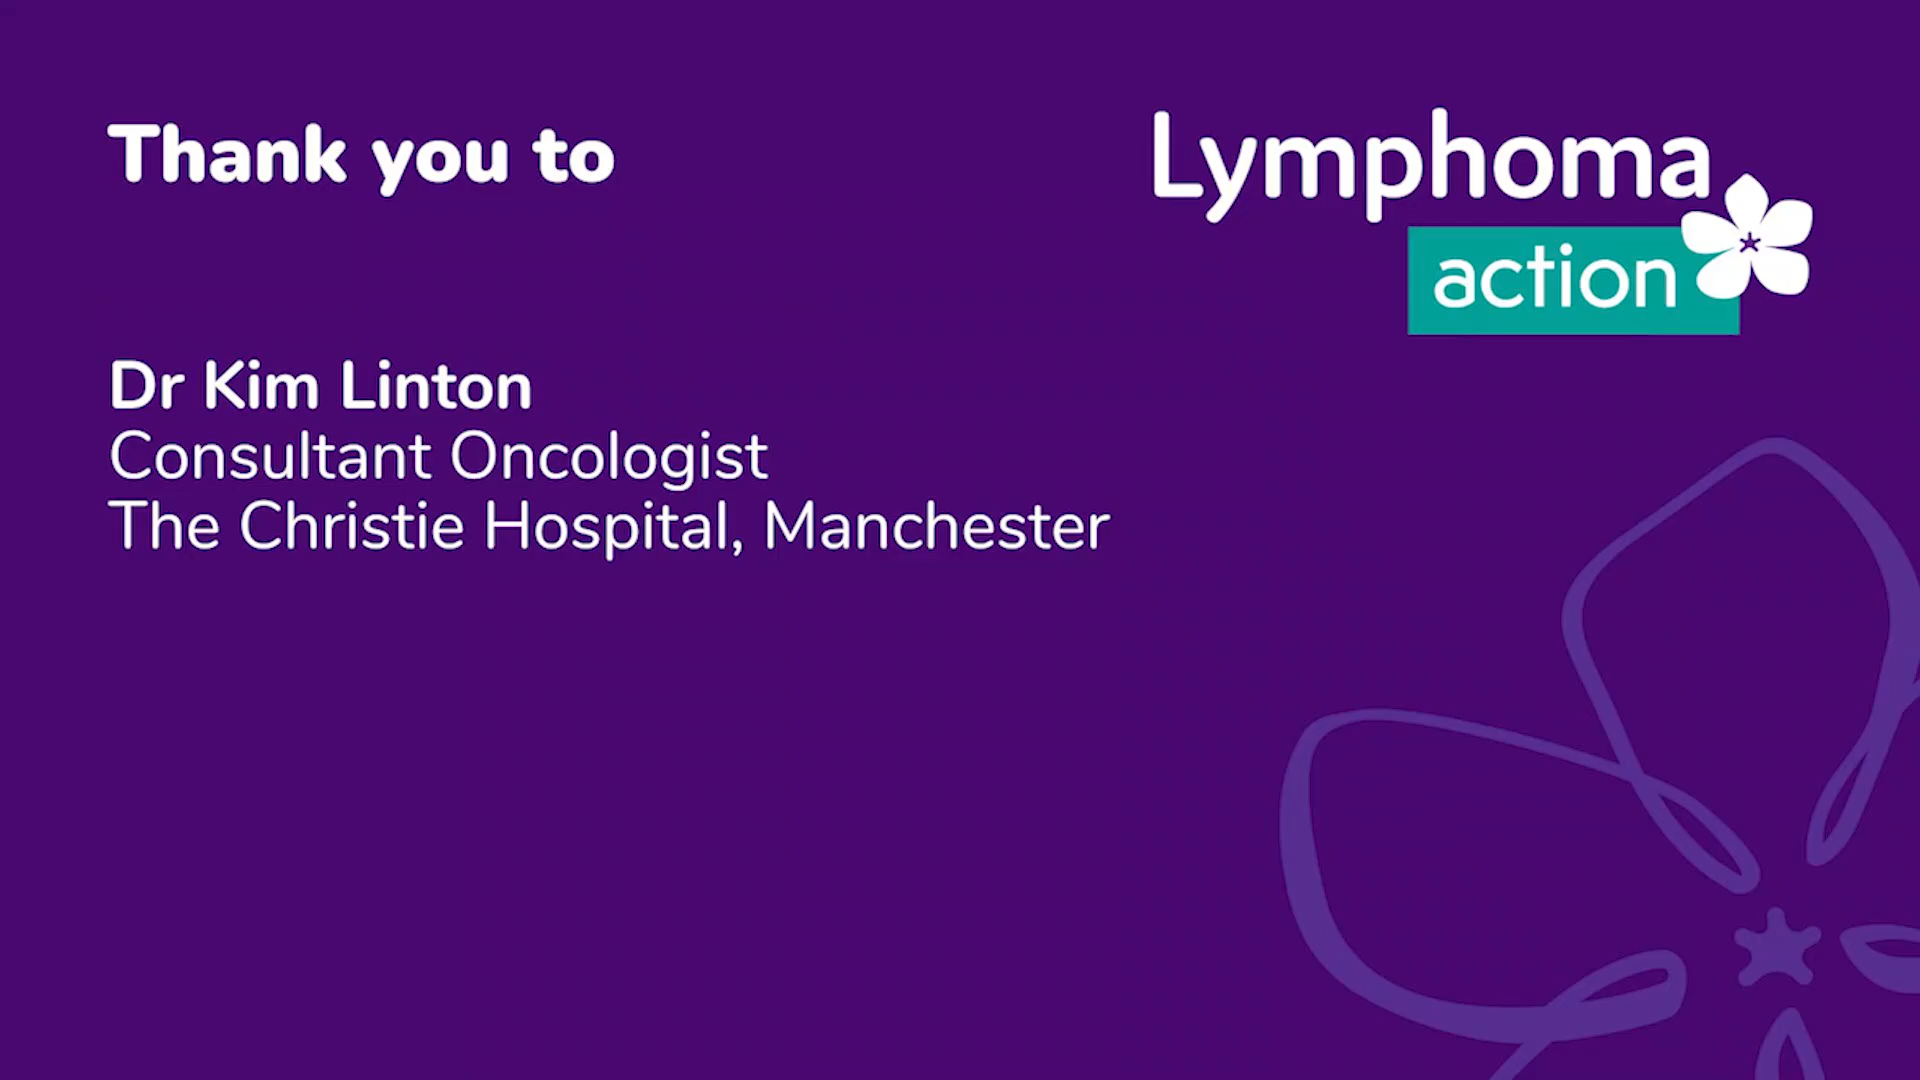 Thank you to
Lymphoma
action
Dr Kim Linton
Consultant Oncologist
The Christie Hospital, Manchester